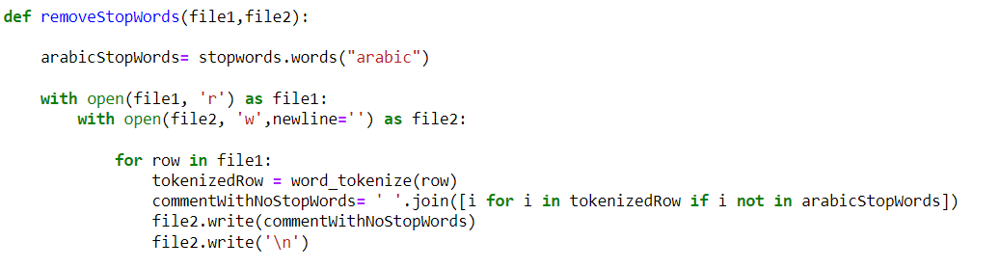 def removeStopWords(file1,file2):
    arabicStopWords= stopwords.words("arabic")
    with open(file1, 'r') as file1:
        with open(file2, 'w',newline='') as file2:
            for row in file1:
                tokenizedRow = word_tokenize(row)
                commentWithNoStopWords= ' '.join([i for i in tokenizedRow if i not in arabicStopWords])
                file2.write(commentWithNoStopWords)
                file2.write('\n')